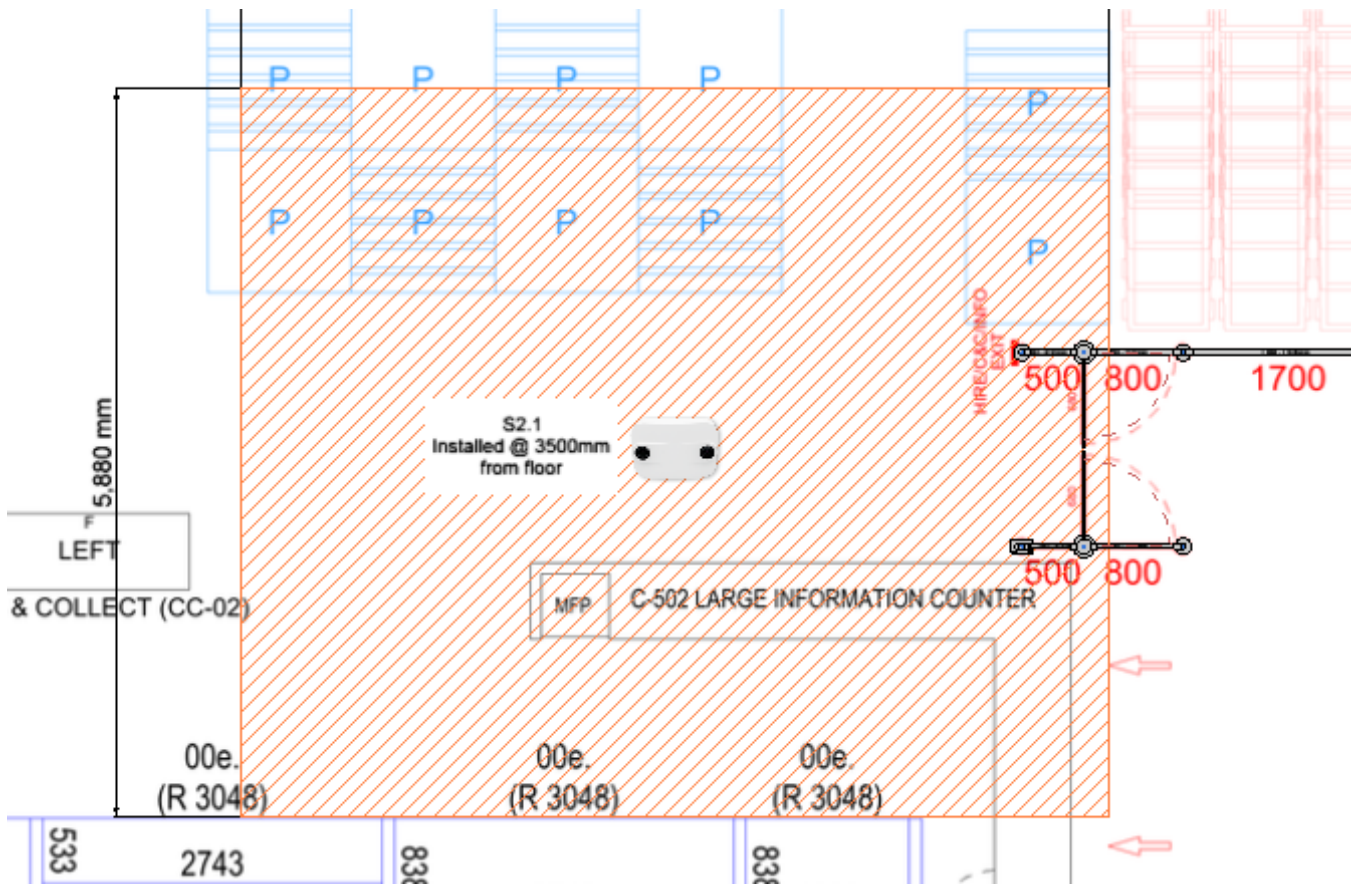 P P P P
P
P P P P
P
HIRE/C&C/INFO
EXIT
500 800 1700
S2.1
Installed @ 3500mm
from floor
5,880 mm
F
LEFT
& COLLECT (CC-02)
MFP
C-502 LARGE INFORMATION COUNTER
500 800
00e. 00e. 00e.
(R 3048) (R 3048) (R 3048)
533 2743 838 838